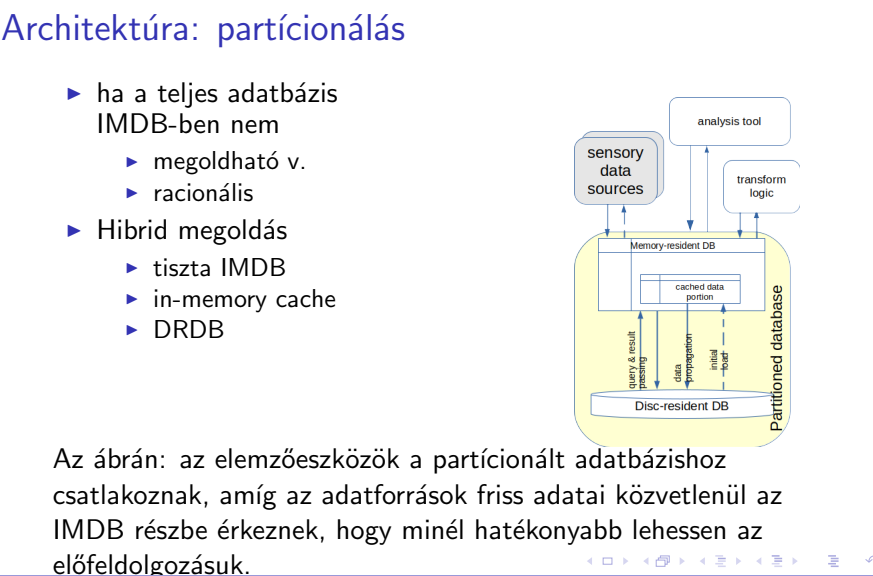 Architektúra: partícionálás
ha a teljes adatbázis
IMDB-ben nem
megoldható v.
racionális
Hibrid megoldás
tiszta IMDB
in-memory cache
DRDB
analysis tool
sensory
data
sources
transform
logic
Memory-resident DB
cached data
portion
query & result
passing
data
propagation
initial
load
Disc-resident DB
Partitioned database
Az ábrán: az elemzőeszközök a partícionált adatbázishoz
csatlakoznak, amíg az adatforrások friss adatai közvetlenül az
IMDB részbe érkeznek, hogy minél hatékonyabb lehessen az
előfeldolgozásuk.